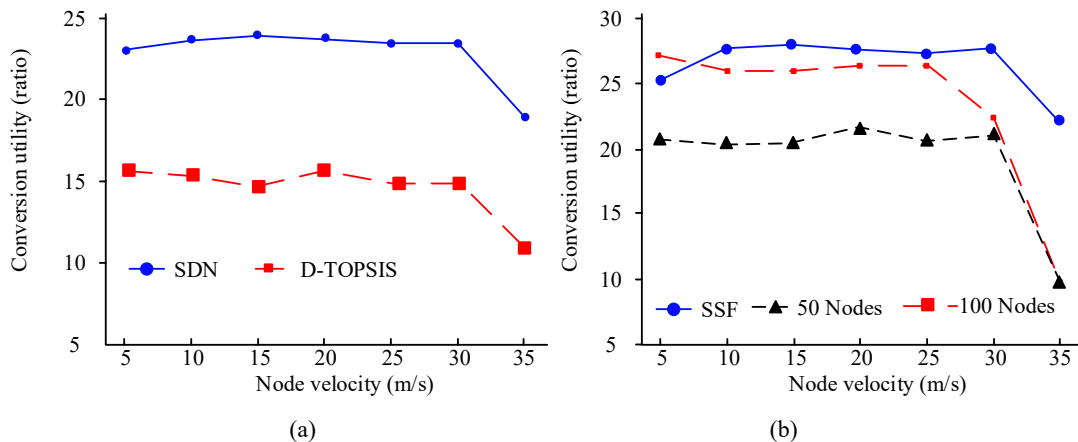 25
20
15
10
5
Conversion utility (ratio)
SDN
D-TOPSIS
5 10 15 20 25 30 35
Node velocity (m/s)
(a)
30
25
20
15
10
5
Conversion utility (ratio)
SSF
50 Nodes
100 Nodes
5 10 15 20 25 30 35
Node velocity (m/s)
(b)